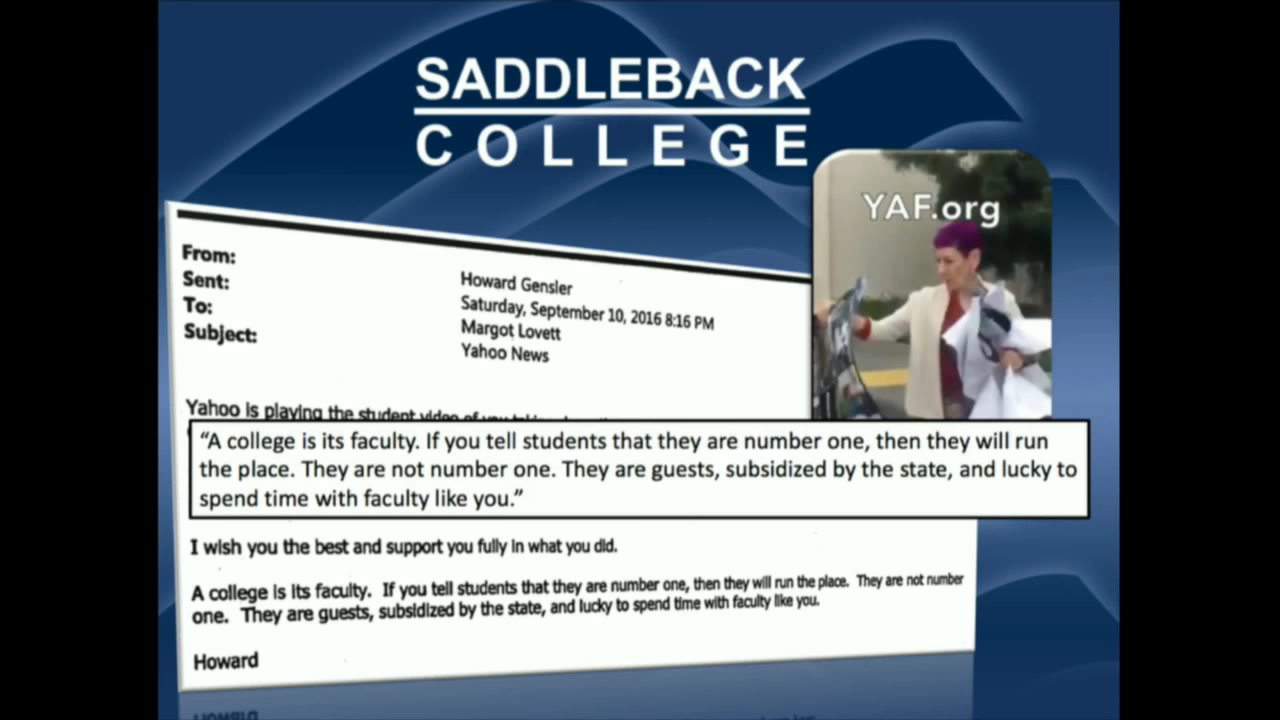 SADDLEBACK
COLLEGE
YAF.org
From:
Sent:
To:
Subject:
Howard Gensler
Saturday, September 10, 2016 8:16 PM
Margot Lovett
Yahoo News
Yahoo is playing the student video of you
“A college is its faculty. If you tell students that they are number one, then they will run
the place. They are not number one. They are guests, subsidized by the state, and lucky to
spend time with faculty like you.”
I wish you the best and support you fully in what you did.
A college is its faculty. If you tell students that they are number one, then they will run the place. They are not number
one. They are guests, subsidized by the state, and lucky to spend time with faculty like you.
Howard